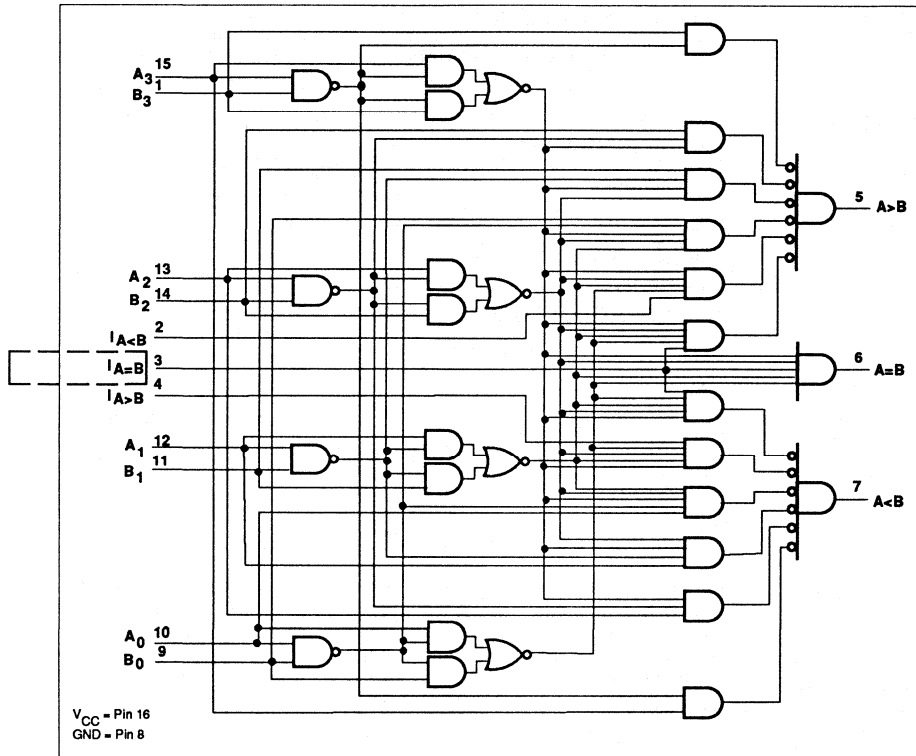 A3 15
B3 1
A2 13
B2 14
IA<B 2
IA=B 3
IA>B 4
A1 12
B1 11
A0 10
B0 9
5 A>B
6 A=B
7 A<B
VCC = Pin 16
GND = Pin 8